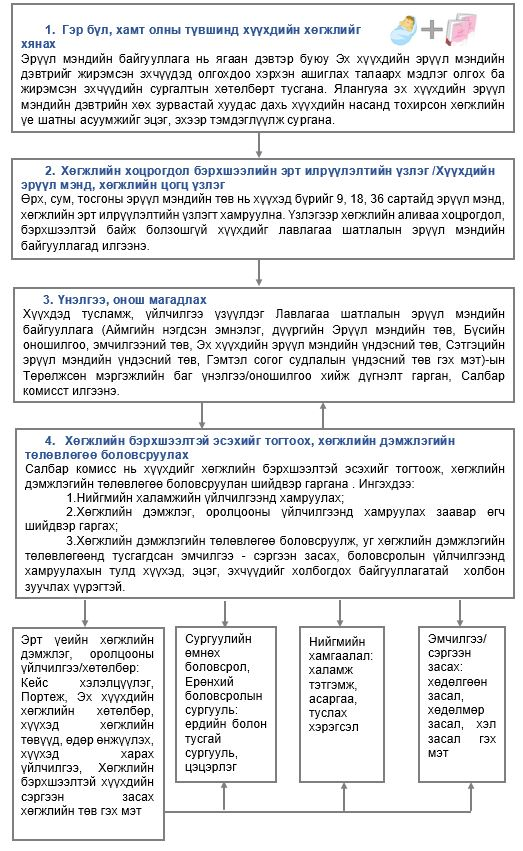 1. Гэр бүл, хамт олны түвшинд хүүхдийн хөгжлийг
хянах
Эрүүл мэндийн байгууллага нь ягаан дэвтэр буюу Эх хүүхдийн эрүүл мэндийн
дэвтрийг жирэмсэн эхчүүдэд олгохдоо хэрхэн ашиглах талаарх мэдлэг олгох ба
жирэмсэн эхчүүдийн сургалтын хөтөлбөрт тусгана. Ялангуяа эх хүүхдийн эрүүл
мэндийн дэвтрийн хөх зурвастай хуудас дахь хүүхдийн насанд тохирсон хөгжлийн
үе шатны асуумжийг эцэг, эхээр тэмдэглүүлж сургана.
2. Хөгжлийн хоцрогдол бэрхшээлийн эрт илрүүлэлтийн үзлэг /Хүүхдийн
эрүүл мэнд, хөгжлийн цогц үзлэг
Өрх, сум, тосгоны эрүүл мэндийн төв нь хүүхэд бүрийг 9, 18, 36 сартайд эрүүл мэнд,
хөгжлийн эрт илрүүлэлтийн үзлэгт хамруулна. Үзлэгээр хөгжлийн аливаа хоцрогдол,
бэрхшээлтэй байж болзошгүй хүүхдийг лавлагаа шатлалын эрүүл мэндийн
байгууллагад илгээнэ.
3. Үнэлгээ, онош магадлах
Хүүхдэд тусламж, үйлчилгээ үзүүлдэг Лавлагаа шатлалын эрүүл мэндийн
байгууллага (Аймгийн нэгдсэн эмнэлэг, дүүргийн Эрүүл мэндийн төв, Бүсийн
оношилгоо, эмчилгээний төв, Эх хүүхдийн эрүүл мэндийн үндэсний төв, Сэтгэцийн
эрүүл мэндийн үндэсний төв, Гэмтэл согог судлалын үндэсний төв гэх мэт)-ын
Төрөлжсөн мэргэжлийн баг үнэлгээ/оношилгоо хийж дүгнэлт гарган, Салбар
комисст илгээнэ.
4. Хөгжлийн бэрхшээлтэй эсэхийг тогтоох, хөгжлийн дэмжлэгийн
төлөвлөгөө боловсруулах
Салбар комисс нь хүүхдийг хөгжлийн бэрхшээлтэй эсэхийг тогтоож, хөгжлийн
дэмжлэгийн төлөвлөгөө боловсруулан шийдвэр гаргана . Ингэхдээ:
1.Нийгмийн халамжийн үйлчилгээнд хамруулах;
2.Хөгжлийн дэмжлэг, оролцооны үйлчилгээнд хамруулах заавар өгч
шийдвэр гаргах;
3.Хөгжлийн дэмжлэгийн төлөвлөгөө боловсруулж, уг хөгжлийн дэмжлэгийн
төлөвлөгөөнд тусгагдсан эмчилгээ - сэргээн засах, боловсролын үйлчилгээнд
хамруулахын тулд хүүхэд, эцэг, эхчүүдийг холбогдох байгууллагатай холбон
зуучлах үүрэгтэй.
Эрт үеийн хөгжлийн
дэмжлэг, оролцооны
үйлчилгээ/хөтөлбөр:
Кейс хэлэлцүүлэг,
Портеж, Эх хүүхдийн
хөгжлийн хөтөлбөр,
хүүхэд хөгжлийн
төвүүд, өдөр өнжүүлэх,
хүүхэд харах
үйлчилгээ, Хөгжлийн
бэрхшээлтэй хүүхдийн
сэргээн засах
хөгжлийн төв гэх мэт
Сургуулийн
өмнөх
боловсрол,
Ерөнхий
боловсролын
сургууль:
ердийн болон
тусгай
сургууль,
цэцэрлэг
Нийгмийн
хамгаалал:
халамж
тэтгэмж,
асаргаа,
туслах
хэрэгсэл
Эмчилгээ/
сэргээн
засах:
хөдөлгөөн
засал,
хөдөлмөр
засал, хэл
засал гэх
мэт